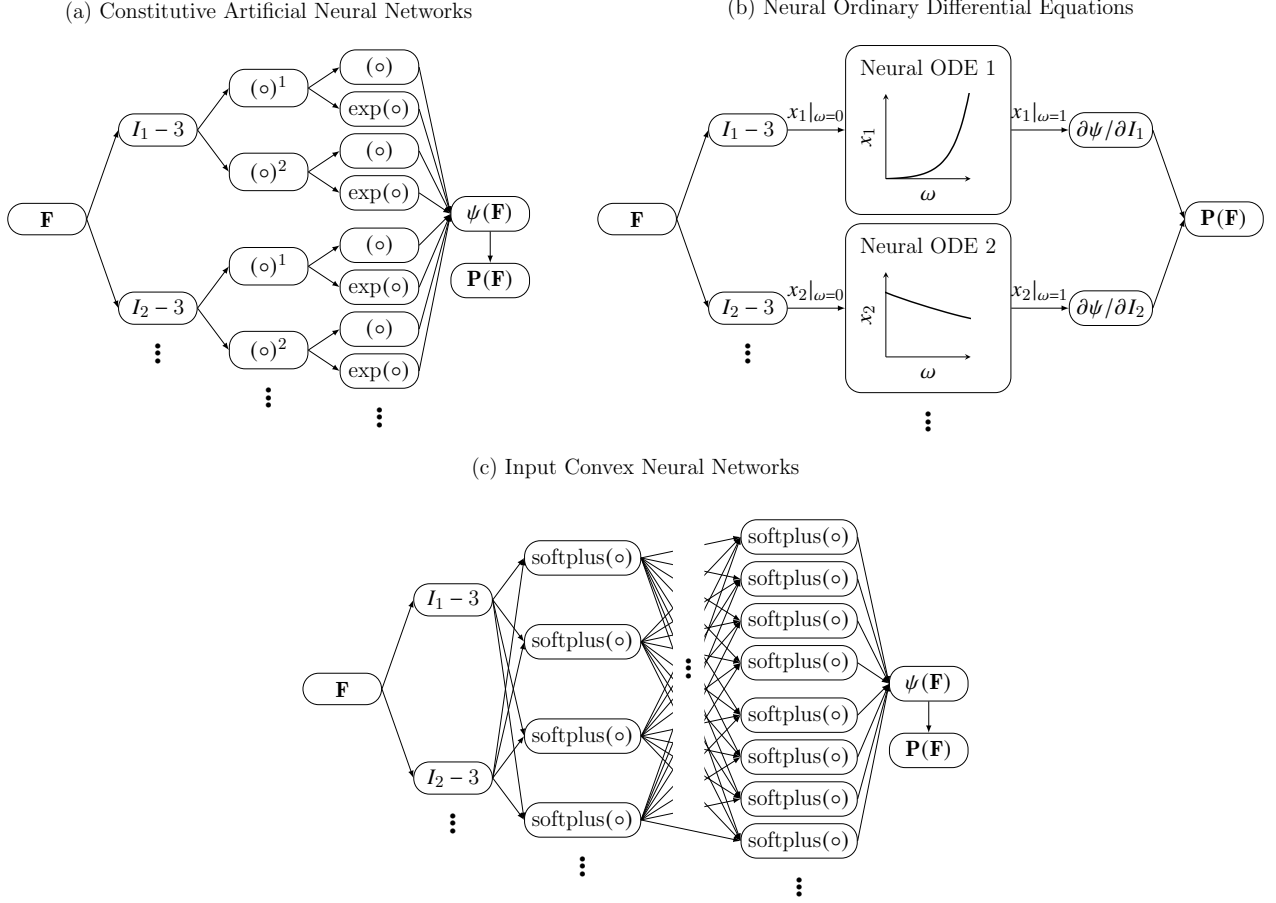 (a) Constitutive Artificial Neural Networks
F
I₁ − 3
I₂ − 3
(∘)¹
(∘)²
(∘)¹
(∘)²
(∘)
exp(∘)
(∘)
exp(∘)
(∘)
exp(∘)
(∘)
exp(∘)
ψ(F)
P(F)
(b) Neural Ordinary Differential Equations
F
I₁ − 3
x₁|ω=0
Neural ODE 1
x₁
ω
x₁|ω=1
∂ψ/∂I₁
I₂ − 3
x₂|ω=0
Neural ODE 2
x₂
ω
x₂|ω=1
∂ψ/∂I₂
P(F)
(c) Input Convex Neural Networks
F
I₁ − 3
I₂ − 3
softplus(∘)
softplus(∘)
softplus(∘)
softplus(∘)
softplus(∘)
softplus(∘)
softplus(∘)
softplus(∘)
softplus(∘)
softplus(∘)
softplus(∘)
softplus(∘)
ψ(F)
P(F)